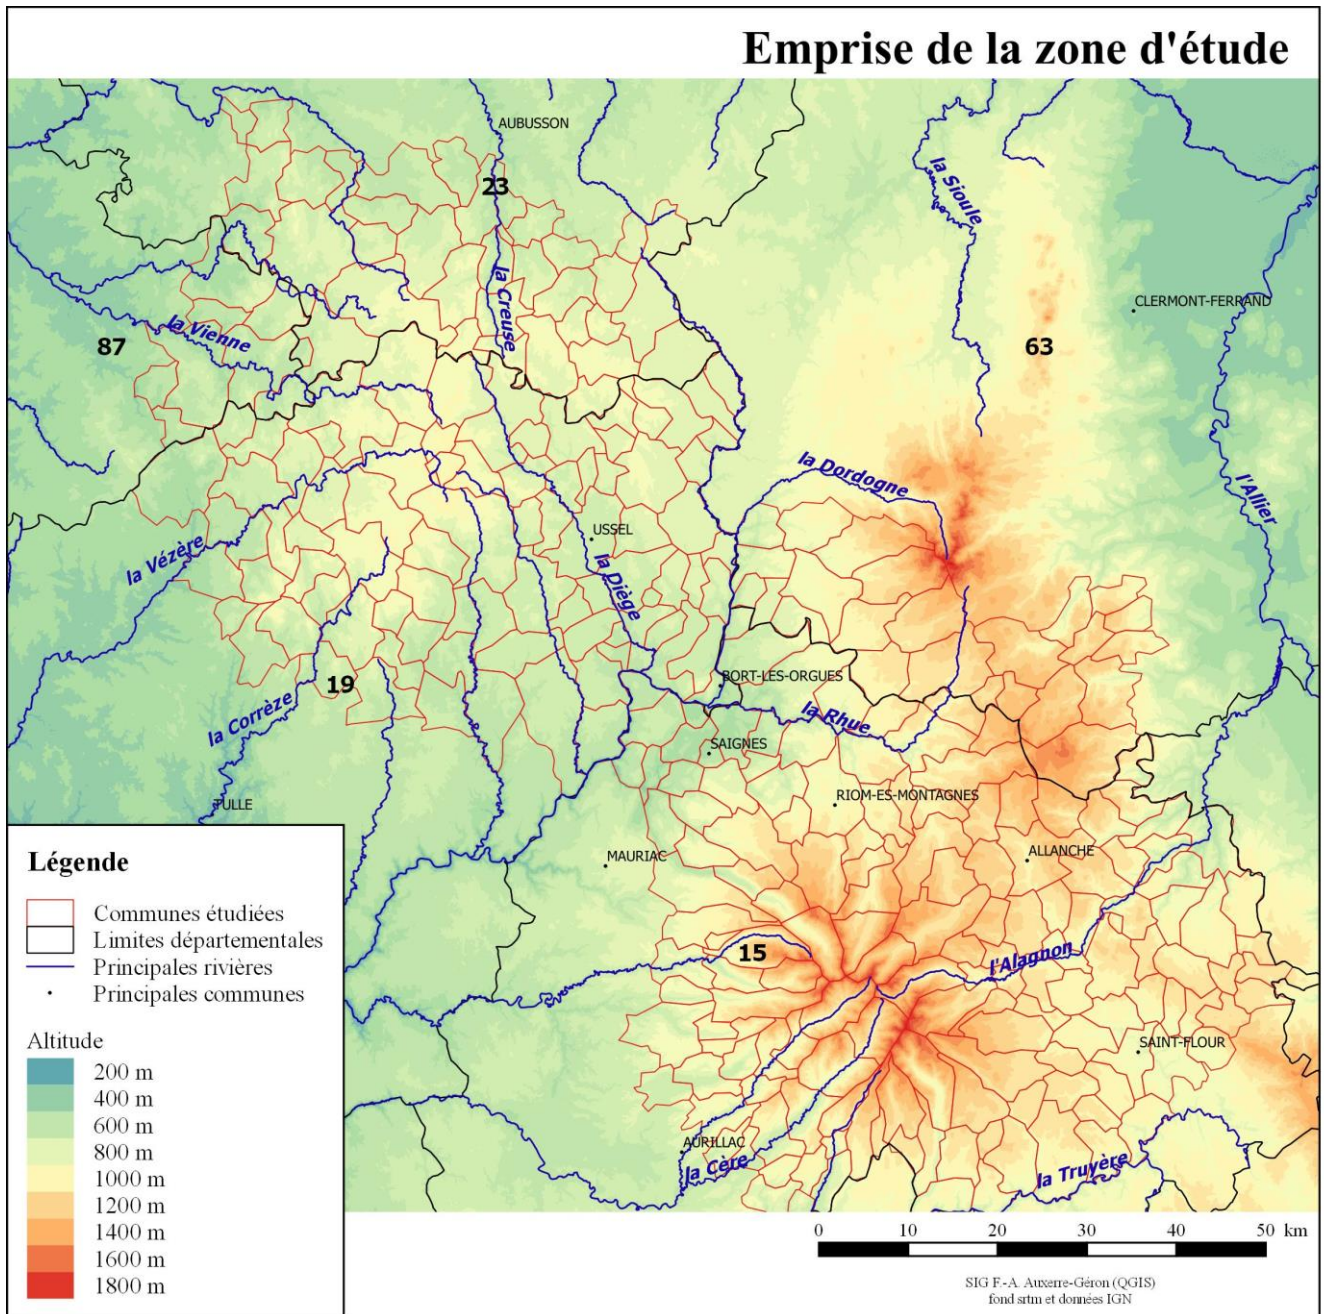 Emprise de la zone d'étude
AUBUSSON
23
la Sioule
la Creuse
CLERMONT-FERRAND
la Vienne
87
63
la Dordogne
l'Allier
USSEL
la Vézère
la Diège
BORT-LES-ORGUES
19
la Corrèze
la Rhue
SAIGNES
RIOM-ES-MONTAGNES
TULLE
MAURIAC
ALLANCHE
15
l'Alagnon
SAINT-FLOUR
AURILLAC
la Cère
la Truyère
Légende
Communes étudiées
Limites départementales
Principales rivières
Principales communes
Altitude
200 m
400 m
600 m
800 m
1000 m
1200 m
1400 m
1600 m
1800 m
0 10 20 30 40 50 km
SIG F.-A. Auxerre-Géron (QGIS)
fond srtm et données IGN